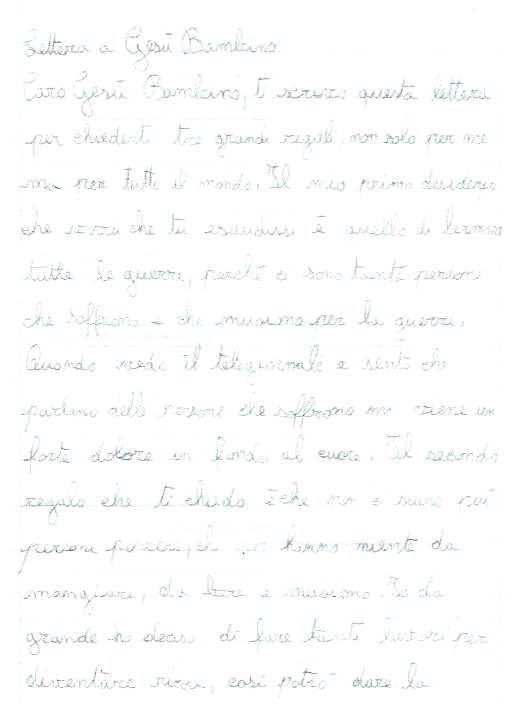 Lettera a Gesù Bambino
Caro Gesù Bambino, ti scrivo questa lettera
per chiederti tre grandi regali, non solo per me
ma per tutto il mondo. Il mio primo desiderio
che vorrei che tu esaudissi è quello di fermare
tutte le guerre, perché ci sono tante persone
che soffrono e che muoiono per la guerre.
Quando vedo il telegiornale e sento che
parlano delle persone che soffrono mi viene un
forte dolore in fondo al cuore. Il secondo
regalo che ti chiedo è che non ci siano più
persone povere, hanno niente da
mangiare, da bere e muoiono. Io da
grande ho deciso di fare tanti lavori per
diventare ricca, così potrò dare la